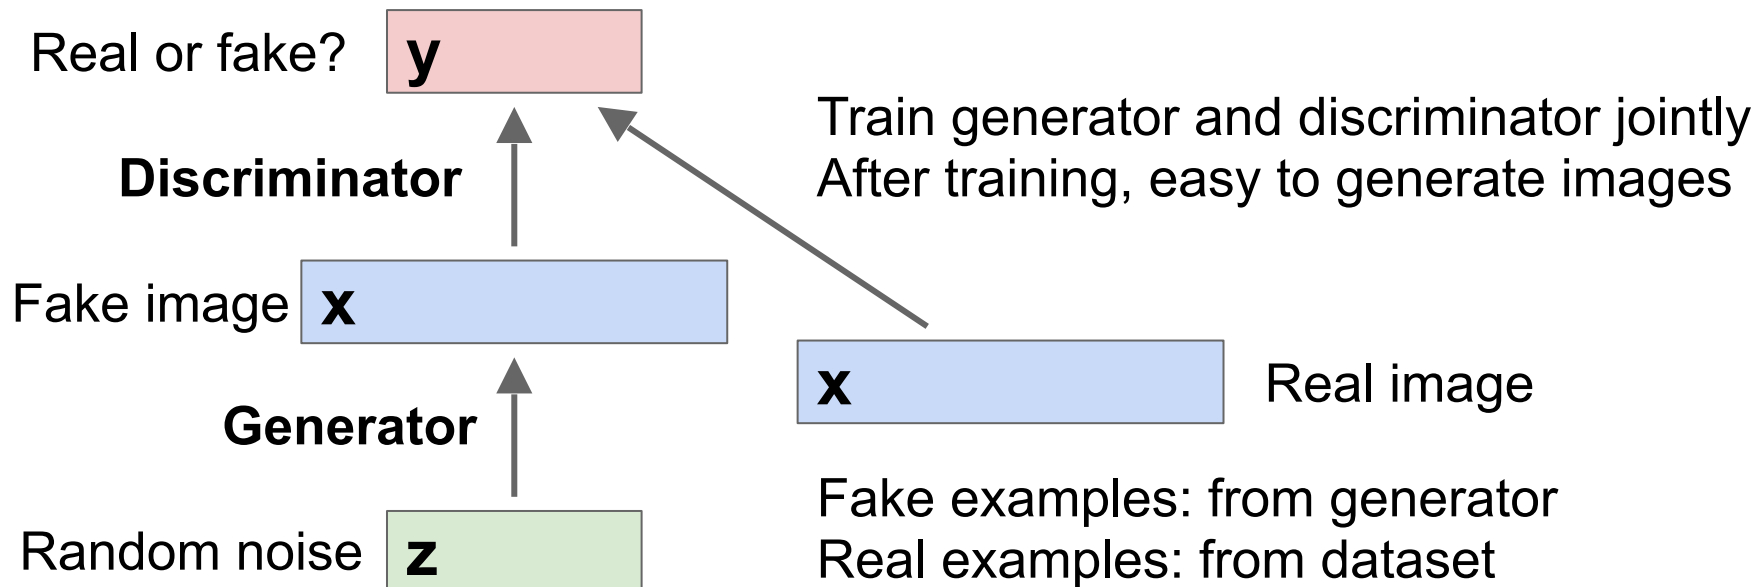 Real or fake? y
Train generator and discriminator jointly
After training, easy to generate images
Discriminator
Fake image x
x Real image
Generator
Fake examples: from generator
Real examples: from dataset
Random noise z